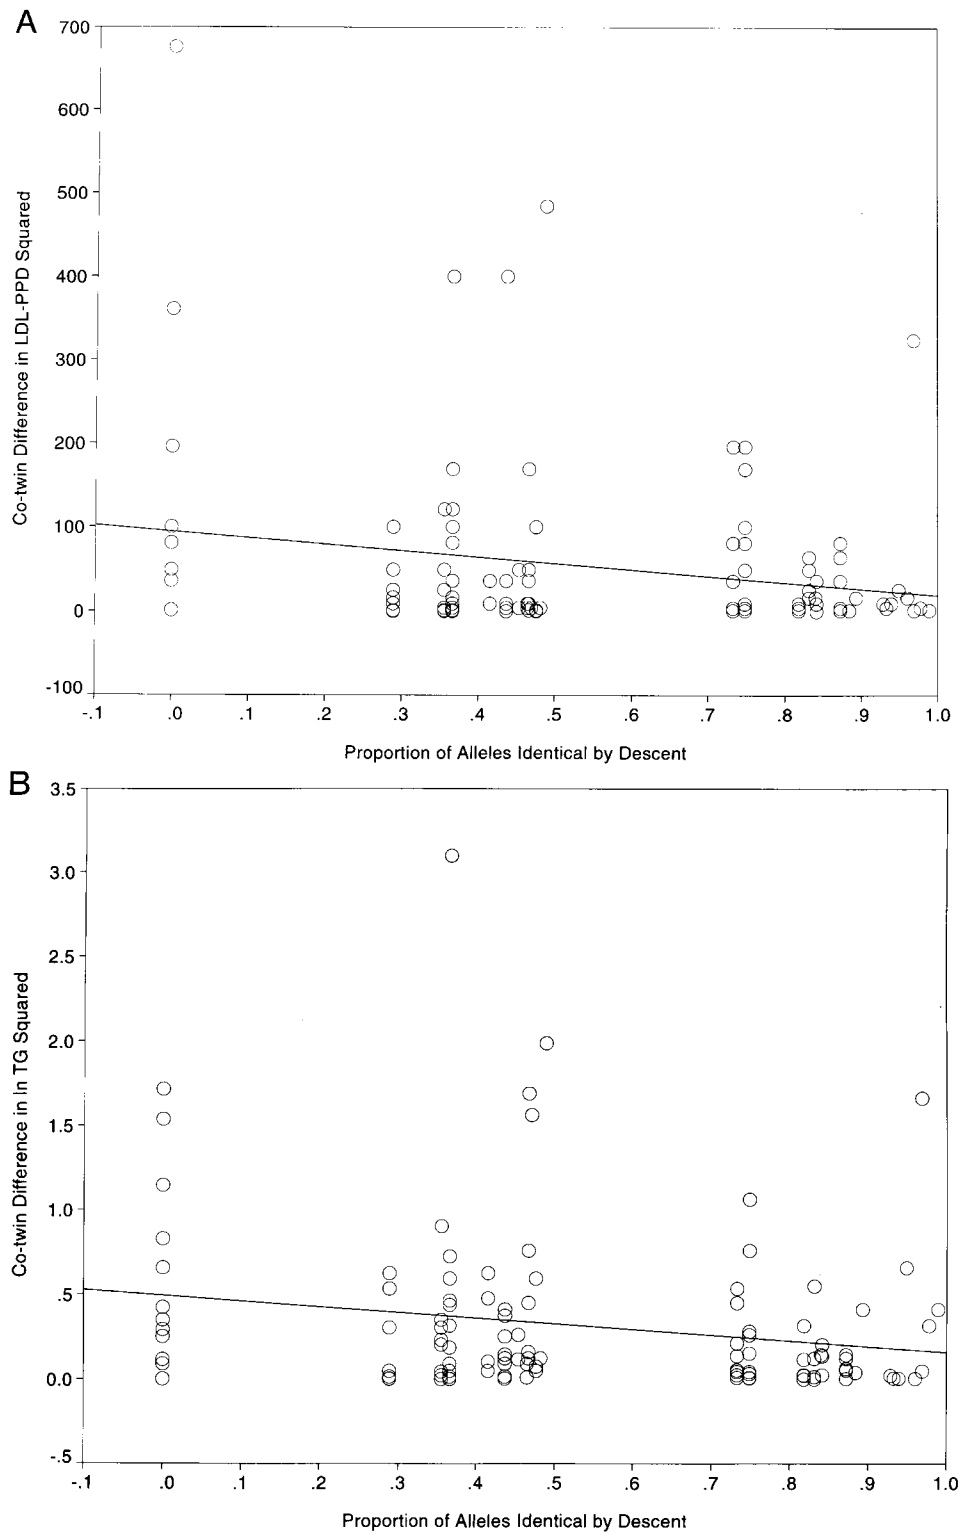 A
700
600
500
400
300
200
100
0
-100
Co-twin Difference in LDL-PPD Squared
-.1 .0 .1 .2 .3 .4 .5 .6 .7 .8 .9 1.0
Proportion of Alleles Identical by Descent
B
3.5
3.0
2.5
2.0
1.5
1.0
.5
0.0
-.5
Co-twin Difference in ln TG Squared
-.1 .0 .1 .2 .3 .4 .5 .6 .7 .8 .9 1.0
Proportion of Alleles Identical by Descent